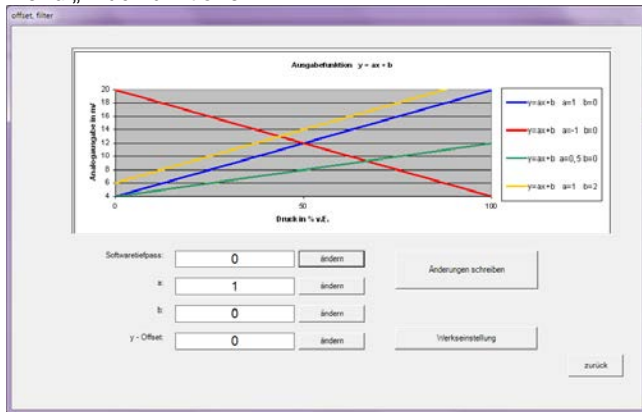 offset, filter
Ausgabefunktion y = ax + b
20
18
16
14
12
10
8
6
4
Analogausgabe in
0
50
100
Druck in % v.E.
y=ax+b a=1 b=0
y=ax+b a=-1 b=0
y=ax+b a=0,5 b=0
y=ax+b a=1 b=2
Softwaretiefpass: 0 ändern
Änderungen schreiben
a: 1 ändern
b: 0 ändern
y - Offset: 0 ändern
Werkseinstellung
zurück